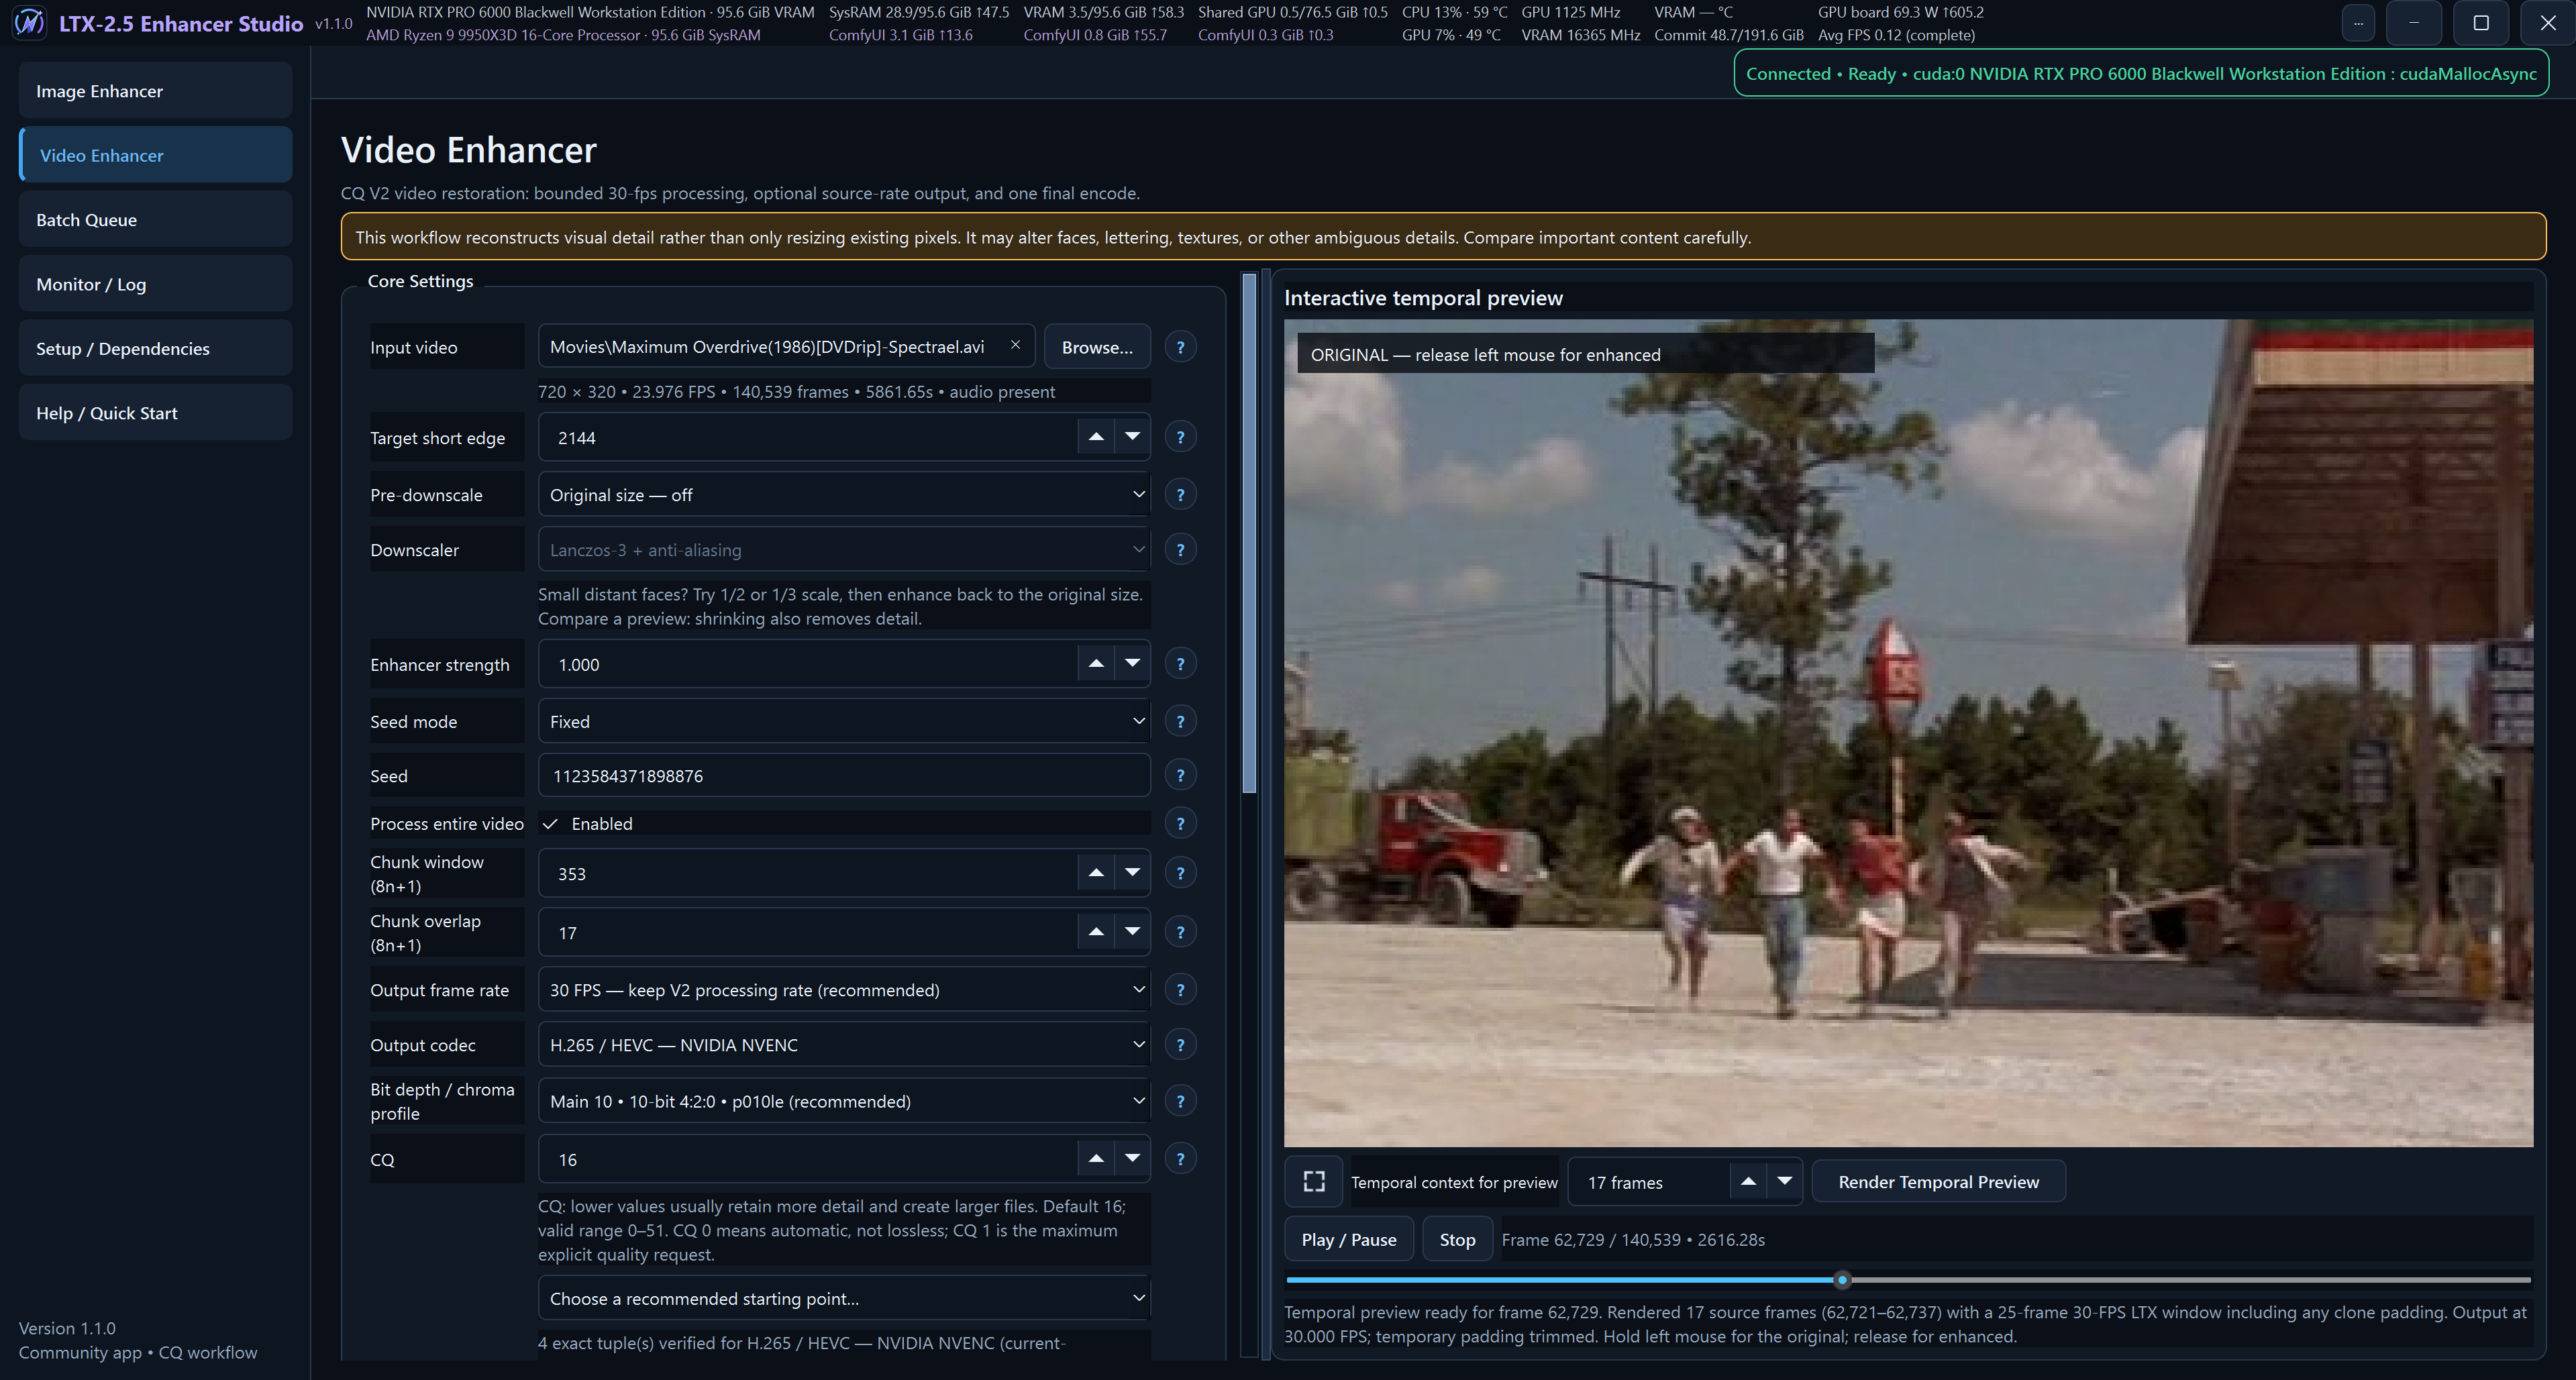 LTX-2.5 Enhancer Studio v1.1.0
NVIDIA RTX PRO 6000 Blackwell Workstation Edition · 95.6 GiB VRAM SysRAM 28.9/95.6 GiB ↑47.5 VRAM 3.5/95.6 GiB ↑58.3 Shared GPU 0.5/76.5 GiB ↑0.5 CPU 13% · 59 °C GPU 1125 MHz VRAM — °C GPU board 69.3 W ↑605.2
AMD Ryzen 9 9950X3D 16-Core Processor · 95.6 GiB SysRAM ComfyUI 3.1 GiB ↑13.6 ComfyUI 0.8 GiB ↑55.7 ComfyUI 0.3 GiB ↑0.3 GPU 7% · 49 °C VRAM 16365 MHz Commit 48.7/191.6 GiB Avg FPS 0.12 (complete)
Connected • Ready • cuda:0 NVIDIA RTX PRO 6000 Blackwell Workstation Edition : cudaMallocAsync
Image Enhancer
Video Enhancer
Batch Queue
Monitor / Log
Setup / Dependencies
Help / Quick Start
Version 1.1.0
Community app • CQ workflow
Video Enhancer
CQ V2 video restoration: bounded 30-fps processing, optional source-rate output, and one final encode.
This workflow reconstructs visual detail rather than only resizing existing pixels. It may alter faces, lettering, textures, or other ambiguous details. Compare important content carefully.
Core Settings
Input video Movies\Maximum Overdrive(1986)[DVDrip]-Spectrael.avi × Browse... ?
720 × 320 • 23.976 FPS • 140,539 frames • 5861.65s • audio present
Target short edge 2144 ?
Pre-downscale Original size — off ?
Downscaler Lanczos-3 + anti-aliasing ?
Small distant faces? Try 1/2 or 1/3 scale, then enhance back to the original size.
Compare a preview: shrinking also removes detail.
Enhancer strength 1.000 ?
Seed mode Fixed ?
Seed 1123584371898876 ?
Process entire video ✓ Enabled ?
Chunk window
(8n+1)
353 ?
Chunk overlap
(8n+1)
17 ?
Output frame rate 30 FPS — keep V2 processing rate (recommended) ?
Output codec H.265 / HEVC — NVIDIA NVENC ?
Bit depth / chroma
profile
Main 10 • 10-bit 4:2:0 • p010le (recommended) ?
CQ 16 ?
CQ: lower values usually retain more detail and create larger files. Default 16;
valid range 0–51. CQ 0 means automatic, not lossless; CQ 1 is the maximum
explicit quality request.
Choose a recommended starting point...
4 exact tuple(s) verified for H.265 / HEVC — NVIDIA NVENC (current-
Interactive temporal preview
ORIGINAL — release left mouse for enhanced
Temporal context for preview 17 frames Render Temporal Preview
Play / Pause Stop Frame 62,729 / 140,539 • 2616.28s
Temporal preview ready for frame 62,729. Rendered 17 source frames (62,721–62,737) with a 25-frame 30-FPS LTX window including any clone padding. Output at
30.000 FPS; temporary padding trimmed. Hold left mouse for the original; release for enhanced.